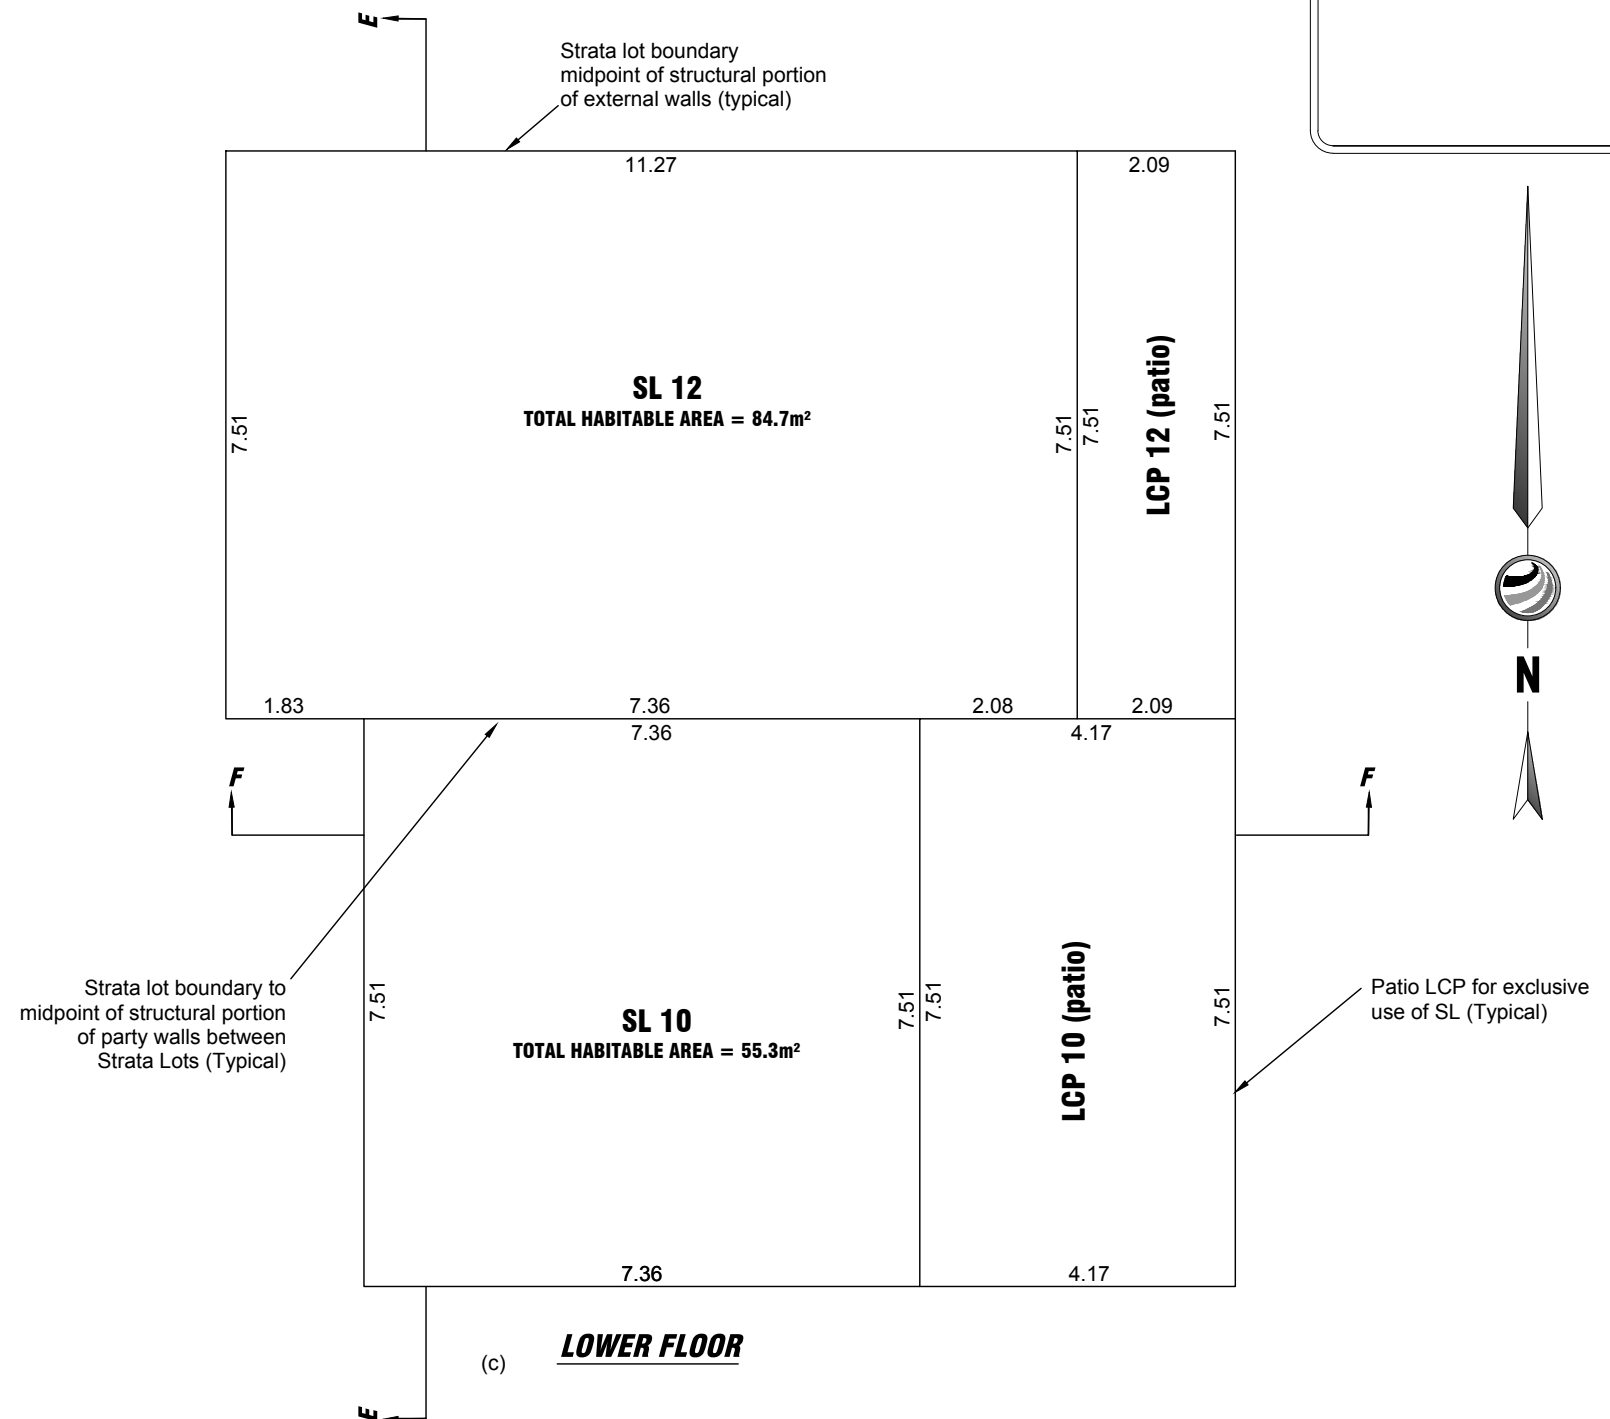 E
Strata lot boundary
midpoint of structural portion
of external walls (typical)
11.27
2.09
SL 12
TOTAL HABITABLE AREA = 84.7m²
7.51
7.51
7.51
LCP 12 (patio)
7.51
N
1.83
7.36
2.08
2.09
7.36
4.17
F
F
Strata lot boundary to
midpoint of structural portion
of party walls between
Strata Lots (Typical)
7.51
SL 10
TOTAL HABITABLE AREA = 55.3m²
7.51
7.51
LCP 10 (patio)
7.51
Patio LCP for exclusive
use of SL (Typical)
7.36
4.17
(c) LOWER FLOOR
E